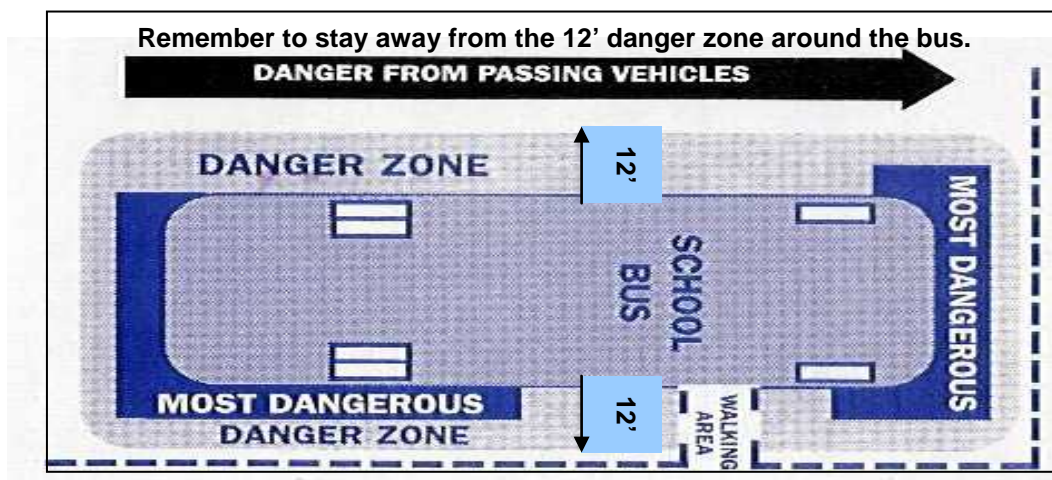 Remember to stay away from the 12’ danger zone around the bus.
DANGER FROM PASSING VEHICLES
DANGER ZONE
12’
MOST DANGEROUS
SCHOOL
BUS
MOST DANGEROUS
DANGER ZONE
12’
WALKING
AREA